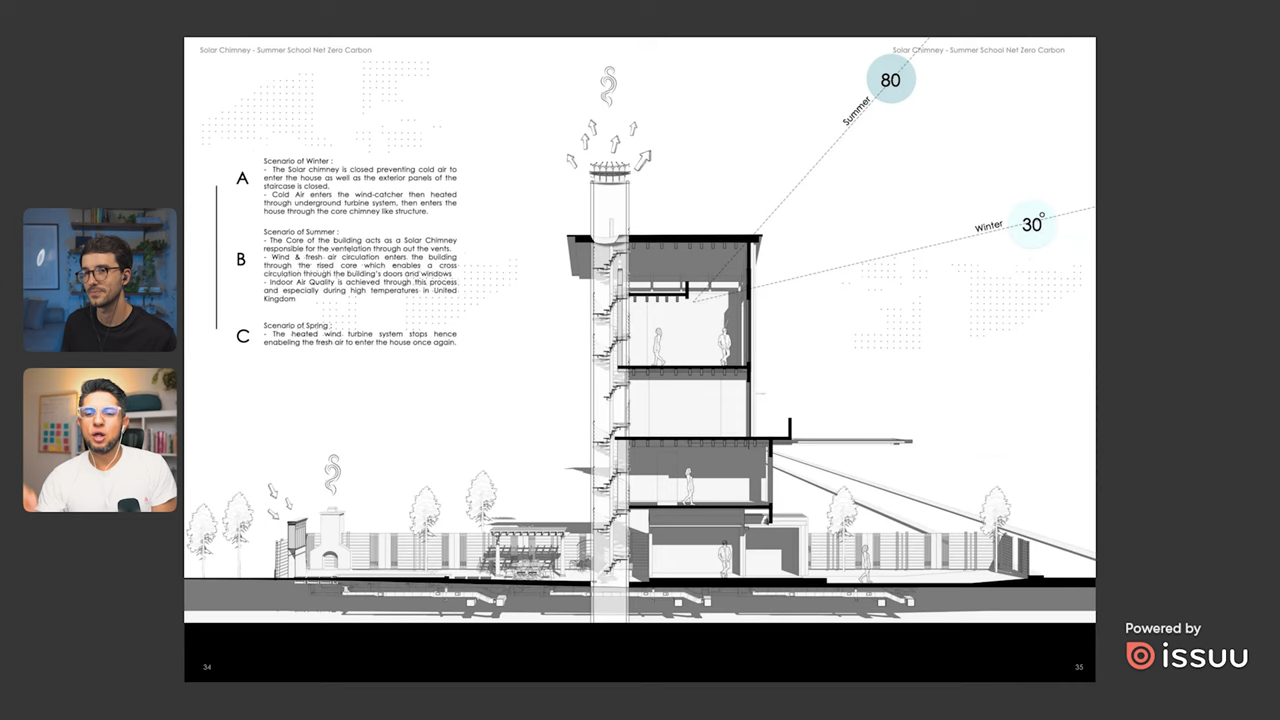 Solar Chimney - Summer School Net Zero Carbon
Solar Chimney - Summer School Net Zero Carbon
80
Summer
Winter
30°
A
Scenario of Winter :
- The Solar chimney is closed preventing cold air to
enter the house as well as the exterior panels of the
staircase is closed.
- Cold Air enters the wind-catcher then heated
through underground turbine system, then enters the
house through the core chimney like structure.
B
Scenario of Summer :
- The Core of the building acts as a Solar Chimney
responsible for the ventelation through out the vents.
- Wind & fresh air circulation enters the building
through the rised core which enables a cross
circulation through the building's doors and windows
- Indoor Air Quality is achieved through this process
and especially during high temperatures in United
Kingdom
C
Scenario of Spring :
- The heated wind turbine system stops hence
enabeling the fresh air to enter the house once again.
34
35
Powered by
issuu